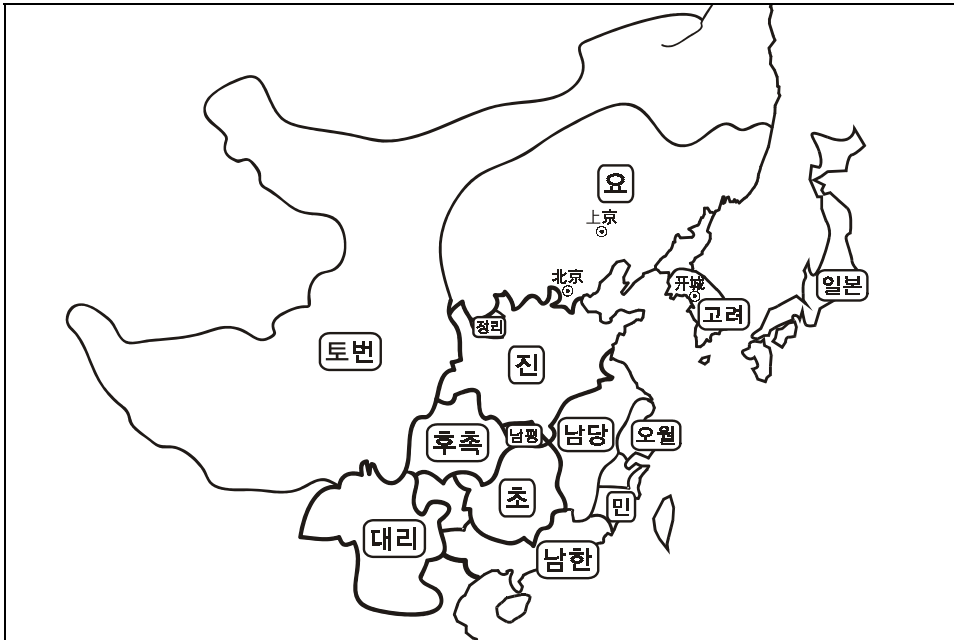 요
上京
北京
开城
일본
고려
정리
토번
진
후촉
남평
남당
오월
초
민
대리
남한